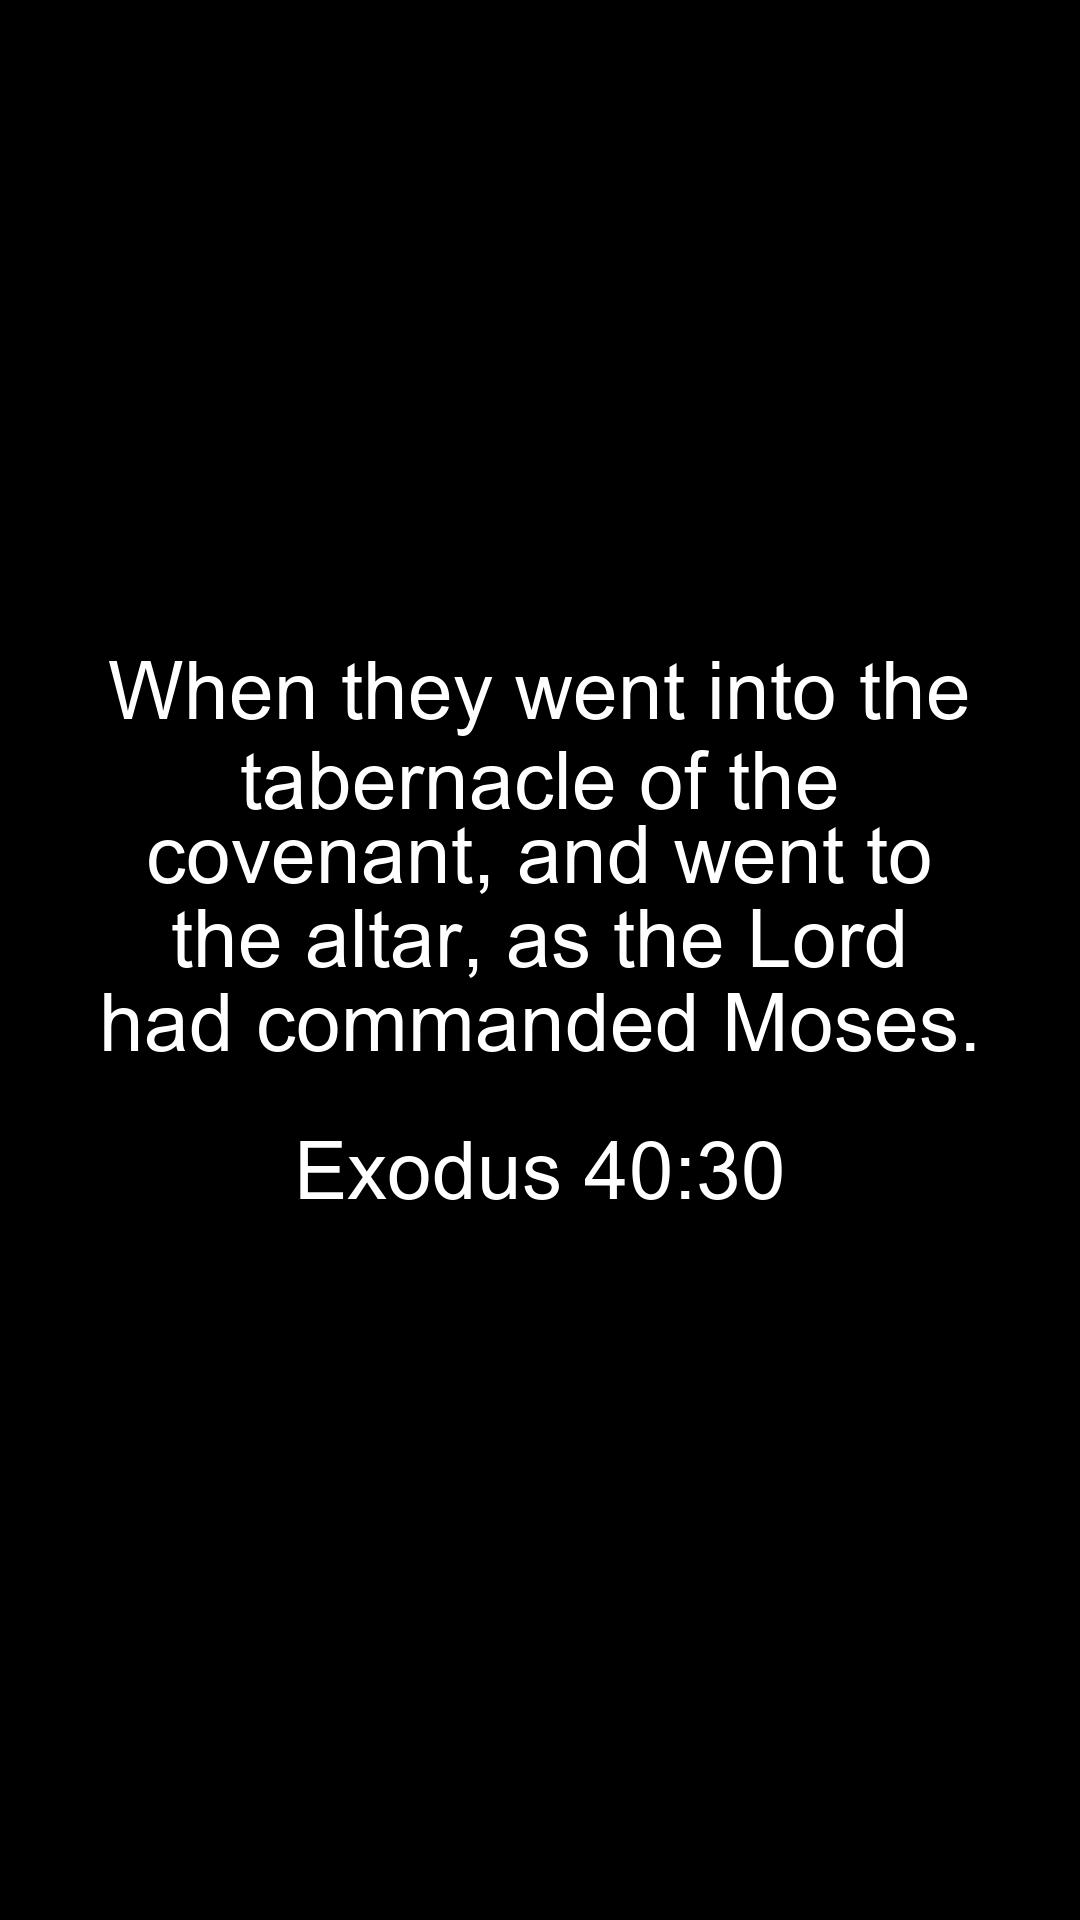 When they went into the
tabernacle of the
covenant, and went to
the altar, as the Lord
had commanded Moses.
Exodus 40:30